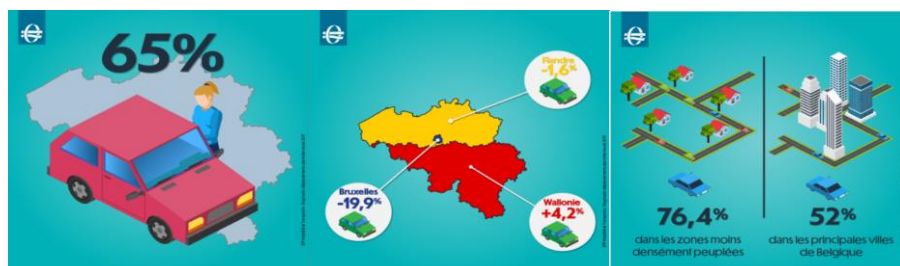 65%
Flandre
-1,6%
Bruxelles
-19,9%
Wallonie
+4,2%
76,4%
dans les zones moins
densément peuplées
52%
dans les principales villes
de Belgique